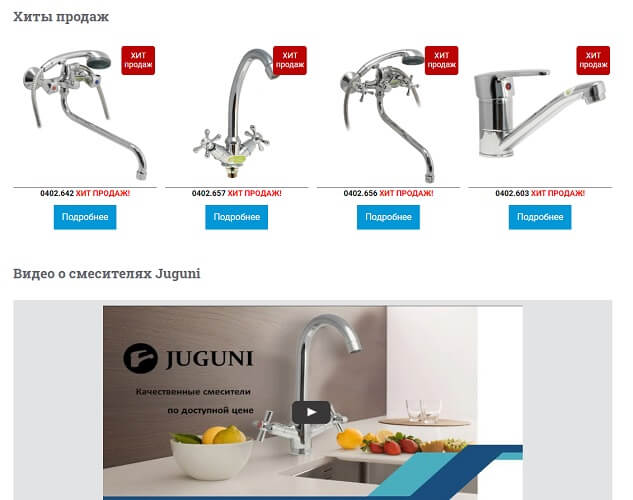 Хиты продаж
ХИТ
продаж
ХИТ
продаж
ХИТ
продаж
ХИТ
продаж
0402.642 ХИТ ПРОДАЖ!
0402.657 ХИТ ПРОДАЖ!
0402.656 ХИТ ПРОДАЖ!
0402.603 ХИТ ПРОДАЖ!
Подробнее
Подробнее
Подробнее
Подробнее
Видео о смесителях Juguni
JUGUNI
Качественные смесители
по доступной цене